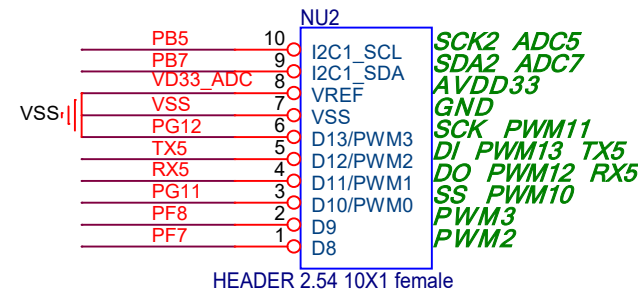 NU2
PB5 10 I2C1_SCL SCK2 ADC5
PB7 9 I2C1_SDA SDA2 ADC7
VD33_ADC 8 VREF AVDD33
VSS VSS 7 VSS GND
PG12 6 D13/PWM3 SCK PWM11
TX5 5 D12/PWM2 DI PWM13 TX5
RX5 4 D11/PWM1 DO PWM12 RX5
PG11 3 D10/PWM0 SS PWM10
PF8 2 D9 PWM3
PF7 1 D8 PWM2
HEADER 2.54 10X1 female